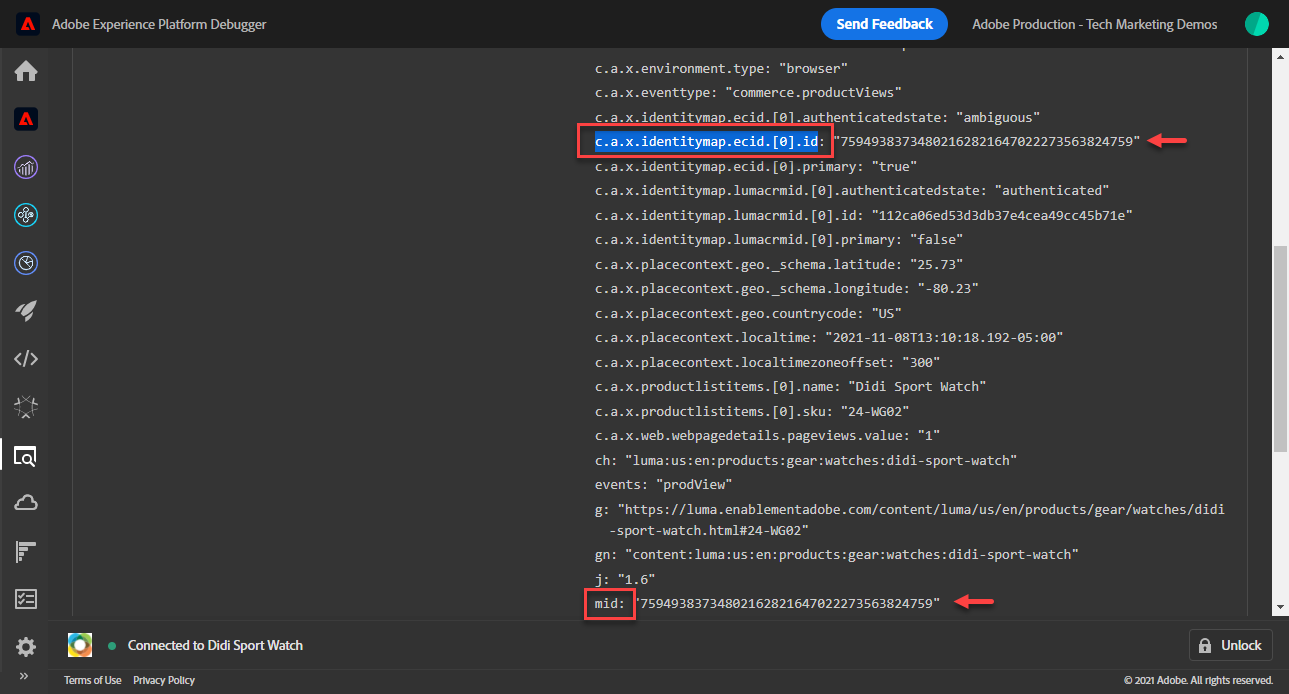 Adobe Experience Platform Debugger
Send Feedback
Adobe Production - Tech Marketing Demos
c.a.x.environment.type: "browser"
c.a.x.eventtype: "commerce.productViews"
c.a.x.identitymap.ecid.[0].authenticatedstate: "ambiguous"
c.a.x.identitymap.ecid.[0].id: "75949383734802162821647022273563824759"
c.a.x.identitymap.ecid.[0].primary: "true"
c.a.x.identitymap.lumacrmid.[0].authenticatedstate: "authenticated"
c.a.x.identitymap.lumacrmid.[0].id: "112ca06ed53d3db37e4cea49cc45b71e"
c.a.x.identitymap.lumacrmid.[0].primary: "false"
c.a.x.placecontext.geo._schema.latitude: "25.73"
c.a.x.placecontext.geo._schema.longitude: "-80.23"
c.a.x.placecontext.geo.countrycode: "US"
c.a.x.placecontext.localtime: "2021-11-08T13:10:18.192-05:00"
c.a.x.placecontext.localtimezoneoffset: "300"
c.a.x.productlistitems.[0].name: "Didi Sport Watch"
c.a.x.productlistitems.[0].sku: "24-WG02"
c.a.x.web.webpagedetails.pageviews.value: "1"
ch: "luma:us:en:products:gear:watches:didi-sport-watch"
events: "prodView"
g: "https://luma.enablementadobe.com/content/luma/us/en/products/gear/watches/didi
-sport-watch.html#24-WG02"
gn: "content:luma:us:en:products:gear:watches:didi-sport-watch"
j: "1.6"
mid: "75949383734802162821647022273563824759"
Connected to Didi Sport Watch
Unlock
Terms of Use Privacy Policy
© 2021 Adobe. All rights reserved.